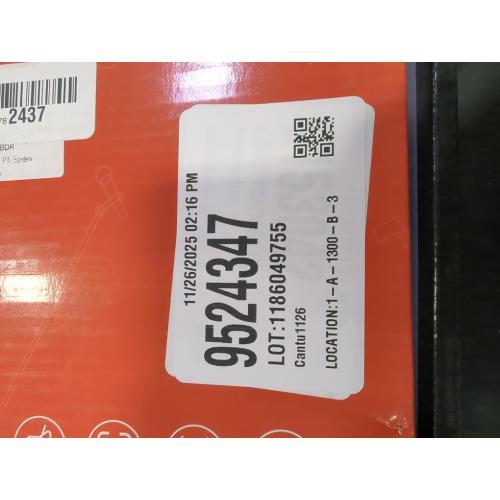 11/26/2025 02:16 PM
9524347
LOT:1186049755
Cantu1126
LOCATION:1-A-1300-B-3
2437
BDR
PA System